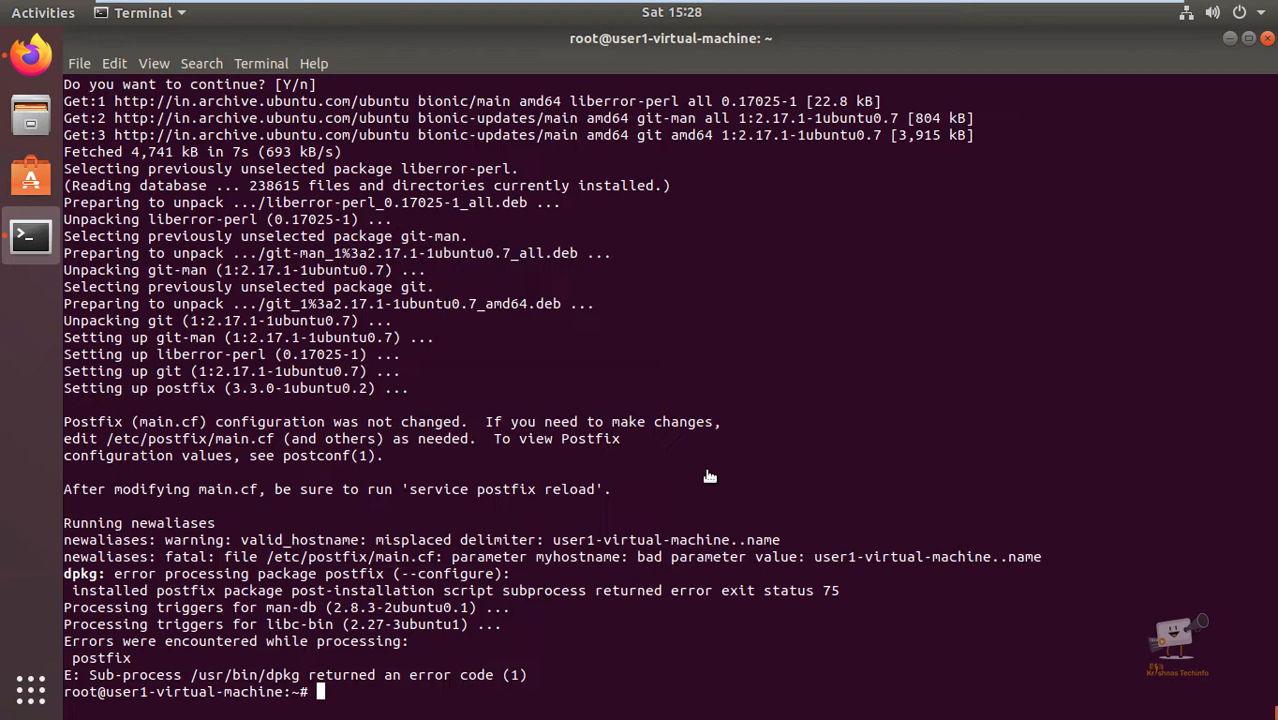 Activities
Terminal
Sat 15:28
root@user1-virtual-machine: ~
File Edit View Search Terminal Help
Do you want to continue? [Y/n]
Get:1 http://in.archive.ubuntu.com/ubuntu bionic/main amd64 liberror-perl all 0.17025-1 [22.8 kB]
Get:2 http://in.archive.ubuntu.com/ubuntu bionic-updates/main amd64 git-man all 1:2.17.1-1ubuntu0.7 [804 kB]
Get:3 http://in.archive.ubuntu.com/ubuntu bionic-updates/main amd64 git amd64 1:2.17.1-1ubuntu0.7 [3,915 kB]
Fetched 4,741 kB in 7s (693 kB/s)
Selecting previously unselected package liberror-perl.
(Reading database ... 238615 files and directories currently installed.)
Preparing to unpack .../liberror-perl_0.17025-1_all.deb ...
Unpacking liberror-perl (0.17025-1) ...
Selecting previously unselected package git-man.
Preparing to unpack .../git-man_1%3a2.17.1-1ubuntu0.7_all.deb ...
Unpacking git-man (1:2.17.1-1ubuntu0.7) ...
Selecting previously unselected package git.
Preparing to unpack .../git_1%3a2.17.1-1ubuntu0.7_amd64.deb ...
Unpacking git (1:2.17.1-1ubuntu0.7) ...
Setting up git-man (1:2.17.1-1ubuntu0.7) ...
Setting up liberror-perl (0.17025-1) ...
Setting up git (1:2.17.1-1ubuntu0.7) ...
Setting up postfix (3.3.0-1ubuntu0.2) ...
Postfix (main.cf) configuration was not changed.  If you need to make changes,
edit /etc/postfix/main.cf (and others) as needed.  To view Postfix
configuration values, see postconf(1).
After modifying main.cf, be sure to run 'service postfix reload'.
Running newaliases
newaliases: warning: valid_hostname: misplaced delimiter: user1-virtual-machine..name
newaliases: fatal: file /etc/postfix/main.cf: parameter myhostname: bad parameter value: user1-virtual-machine..name
dpkg: error processing package postfix (--configure):
 installed postfix package post-installation script subprocess returned error exit status 75
Processing triggers for man-db (2.8.3-2ubuntu0.1) ...
Processing triggers for libc-bin (2.27-3ubuntu1) ...
Errors were encountered while processing:
 postfix
E: Sub-process /usr/bin/dpkg returned an error code (1)
root@user1-virtual-machine:~#
Techinfo